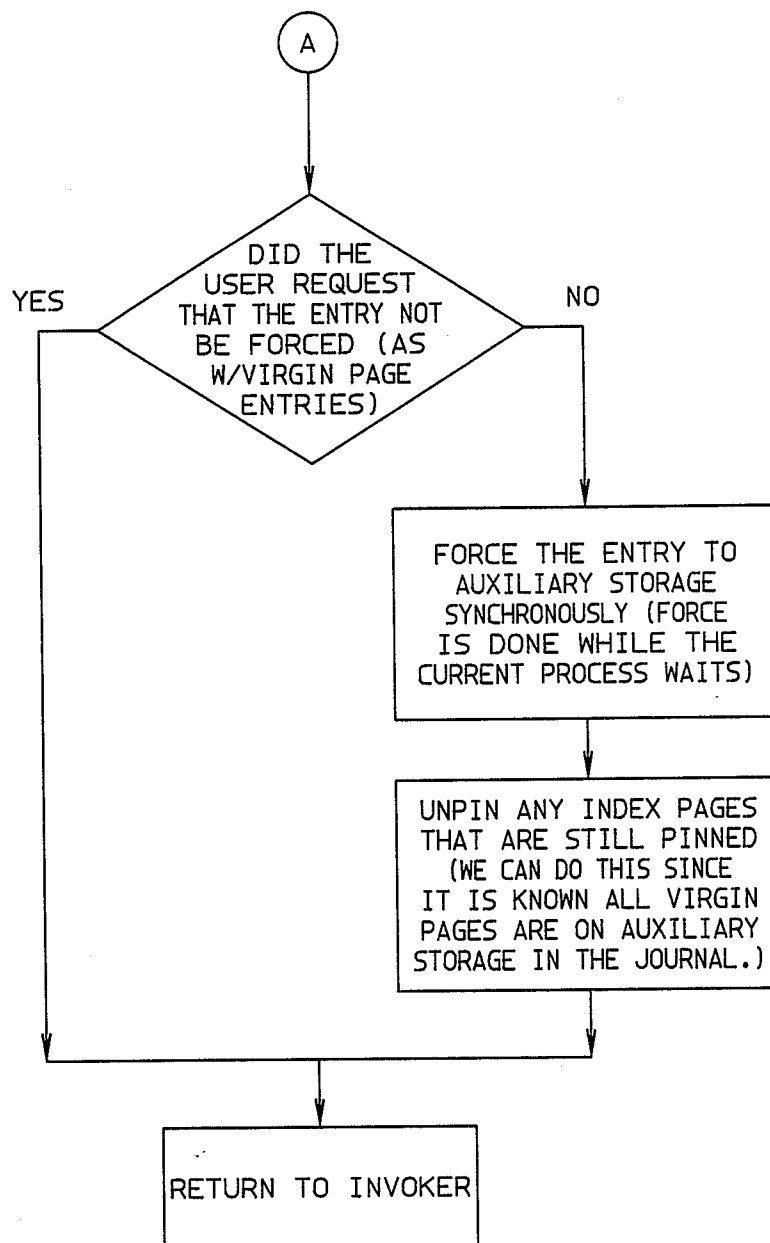 A
DID THE
USER REQUEST
THAT THE ENTRY NOT
BE FORCED (AS
W/VIRGIN PAGE
ENTRIES)
YES
NO
FORCE THE ENTRY TO
AUXILIARY STORAGE
SYNCHRONOUSLY (FORCE
IS DONE WHILE THE
CURRENT PROCESS WAITS)
UNPIN ANY INDEX PAGES
THAT ARE STILL PINNED
(WE CAN DO THIS SINCE
IT IS KNOWN ALL VIRGIN
PAGES ARE ON AUXILIARY
STORAGE IN THE JOURNAL.)
RETURN TO INVOKER